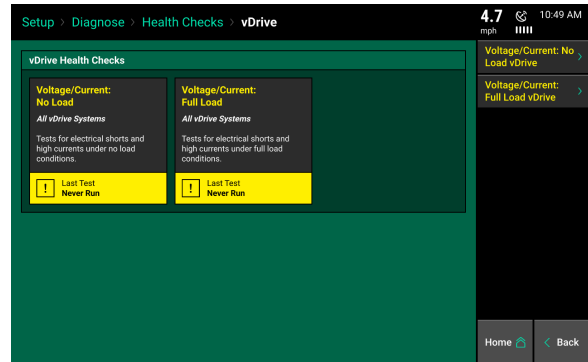 Setup > Diagnose > Health Checks > vDrive
4.7 mph
10:49 AM
vDrive Health Checks
Voltage/Current:
No Load
All vDrive Systems
Tests for electrical shorts and
high currents under no load
conditions.
! Last Test
Never Run
Voltage/Current:
Full Load
All vDrive Systems
Tests for electrical shorts and
high currents under full load
conditions.
! Last Test
Never Run
Voltage/Current: No
Load vDrive >
Voltage/Current:
Full Load vDrive >
Home
< Back